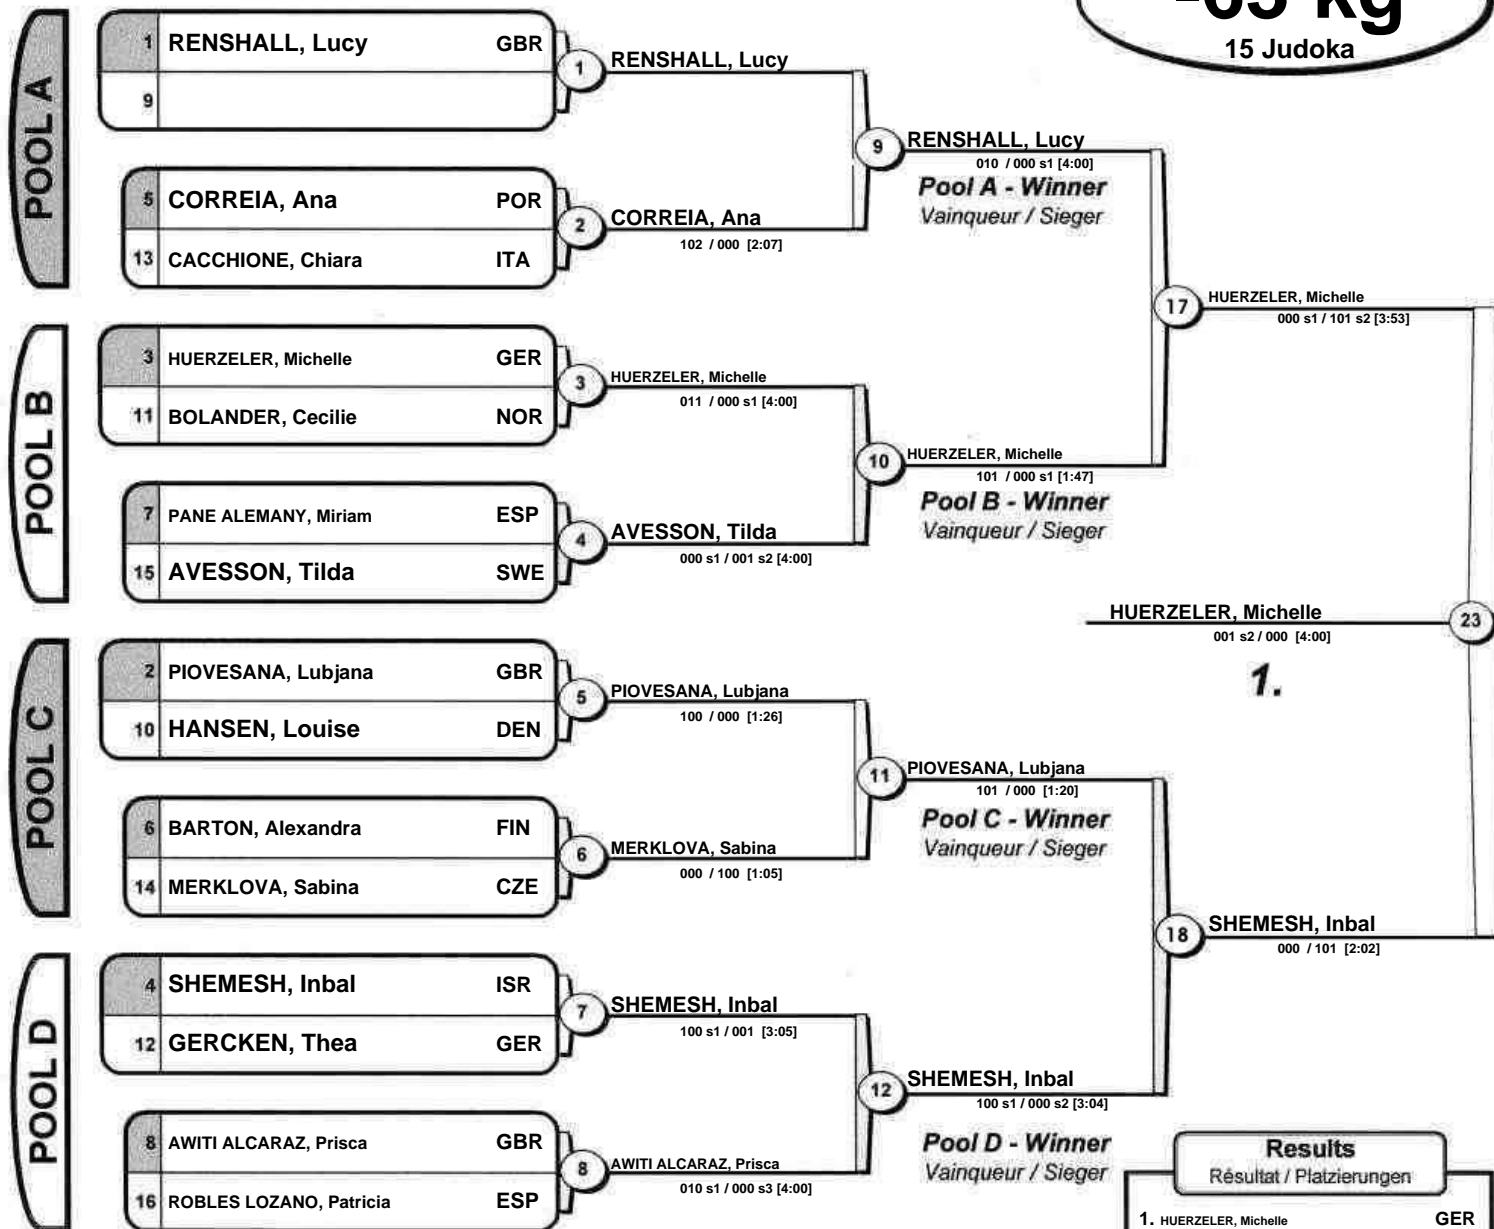 -63 kg
15 Judoka
POOL A
1 RENSHALL, Lucy GBR
9
1 RENSHALL, Lucy
5 CORREIA, Ana POR
13 CACCHIONE, Chiara ITA
2 CORREIA, Ana
102 / 000 [2:07]
9 RENSHALL, Lucy
010 / 000 s1 [4:00]
Pool A - Winner
Vainqueur / Sieger
17 HUERZELER, Michelle
000 s1 / 101 s2 [3:53]
POOL B
3 HUERZELER, Michelle GER
11 BOLANDER, Cecilie NOR
3 HUERZELER, Michelle
011 / 000 s1 [4:00]
7 PANE ALEMANY, Miriam ESP
15 AVESSON, Tilda SWE
4 AVESSON, Tilda
000 s1 / 001 s2 [4:00]
10 HUERZELER, Michelle
101 / 000 s1 [1:47]
Pool B - Winner
Vainqueur / Sieger
HUERZELER, Michelle 23
001 s2 / 000 [4:00]
1.
POOL C
2 PIOVESANA, Lubjana GBR
10 HANSEN, Louise DEN
5 PIOVESANA, Lubjana
100 / 000 [1:26]
6 BARTON, Alexandra FIN
14 MERKLOVA, Sabina CZE
6 MERKLOVA, Sabina
000 / 100 [1:05]
11 PIOVESANA, Lubjana
101 / 000 [1:20]
Pool C - Winner
Vainqueur / Sieger
18 SHEMESH, Inbal
000 / 101 [2:02]
POOL D
4 SHEMESH, Inbal ISR
12 GERCKEN, Thea GER
7 SHEMESH, Inbal
100 s1 / 001 [3:05]
8 AWITI ALCARAZ, Prisca GBR
16 ROBLES LOZANO, Patricia ESP
8 AWITI ALCARAZ, Prisca
010 s1 / 000 s3 [4:00]
12 SHEMESH, Inbal
100 s1 / 000 s2 [3:04]
Pool D - Winner
Vainqueur / Sieger
Results
Résultat / Platzierungen
1. HUERZELER, Michelle GER